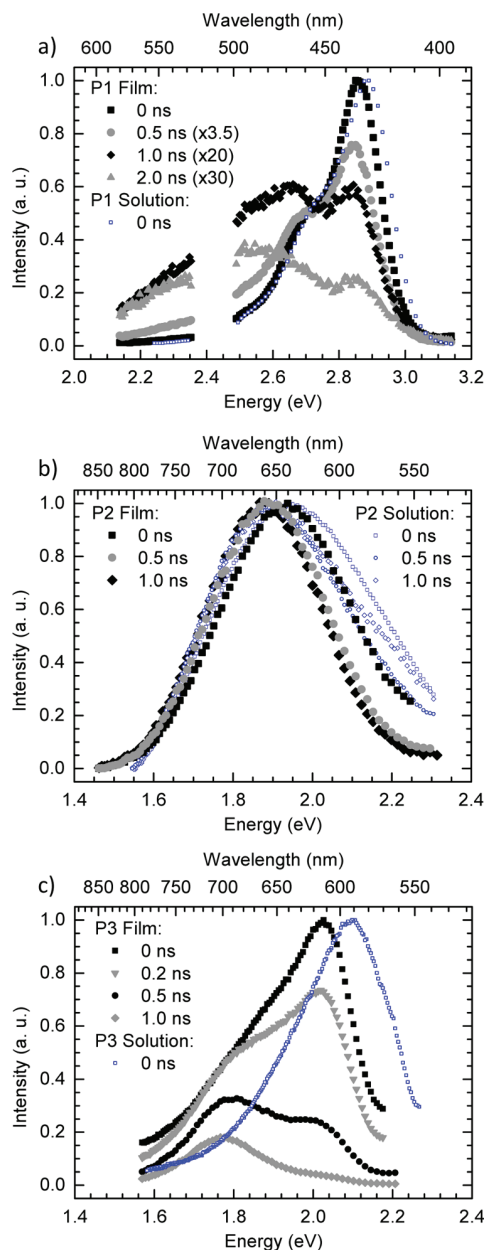 Wavelength (nm)
600 550 500 450 400
a)
P1 Film:
0 ns
0.5 ns (x3.5)
1.0 ns (x20)
2.0 ns (x30)
P1 Solution:
0 ns
Intensity (a. u.)
1.0
0.8
0.6
0.4
0.2
0.0
2.0 2.2 2.4 2.6 2.8 3.0 3.2
Energy (eV)
Wavelength (nm)
850 800 750 700 650 600 550
b)
P2 Film:
0 ns
0.5 ns
1.0 ns
P2 Solution:
0 ns
0.5 ns
1.0 ns
Intensity (a. u.)
1.0
0.8
0.6
0.4
0.2
0.0
1.4 1.6 1.8 2.0 2.2 2.4
Energy (eV)
Wavelength (nm)
850 800 750 700 650 600 550
c)
P3 Film:
0 ns
0.2 ns
0.5 ns
1.0 ns
P3 Solution:
0 ns
Intensity (a. u.)
1.0
0.8
0.6
0.4
0.2
0.0
1.4 1.6 1.8 2.0 2.2 2.4
Energy (eV)